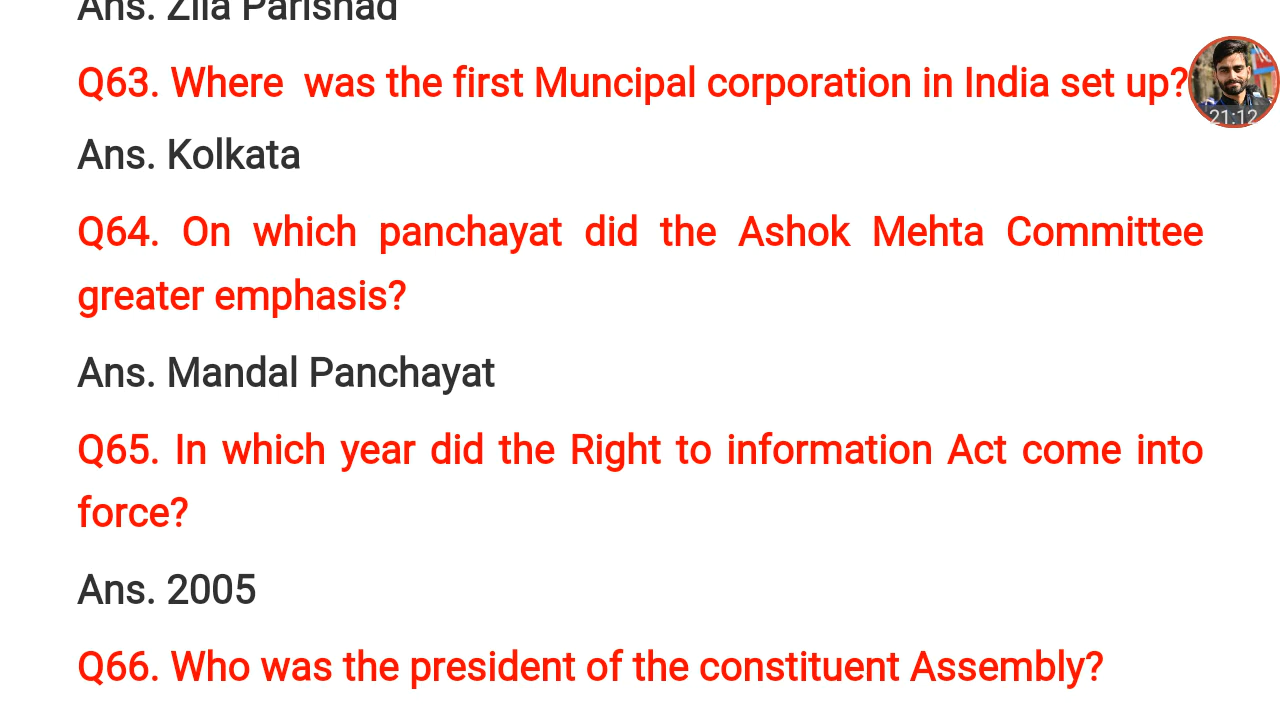 Ans. Zila Parishad
Q63. Where  was the first Muncipal corporation in India set up?
21:12
Ans. Kolkata
Q64. On which panchayat did the Ashok Mehta Committee
greater emphasis?
Ans. Mandal Panchayat
Q65. In which year did the Right to information Act come into
force?
Ans. 2005
Q66. Who was the president of the constituent Assembly?